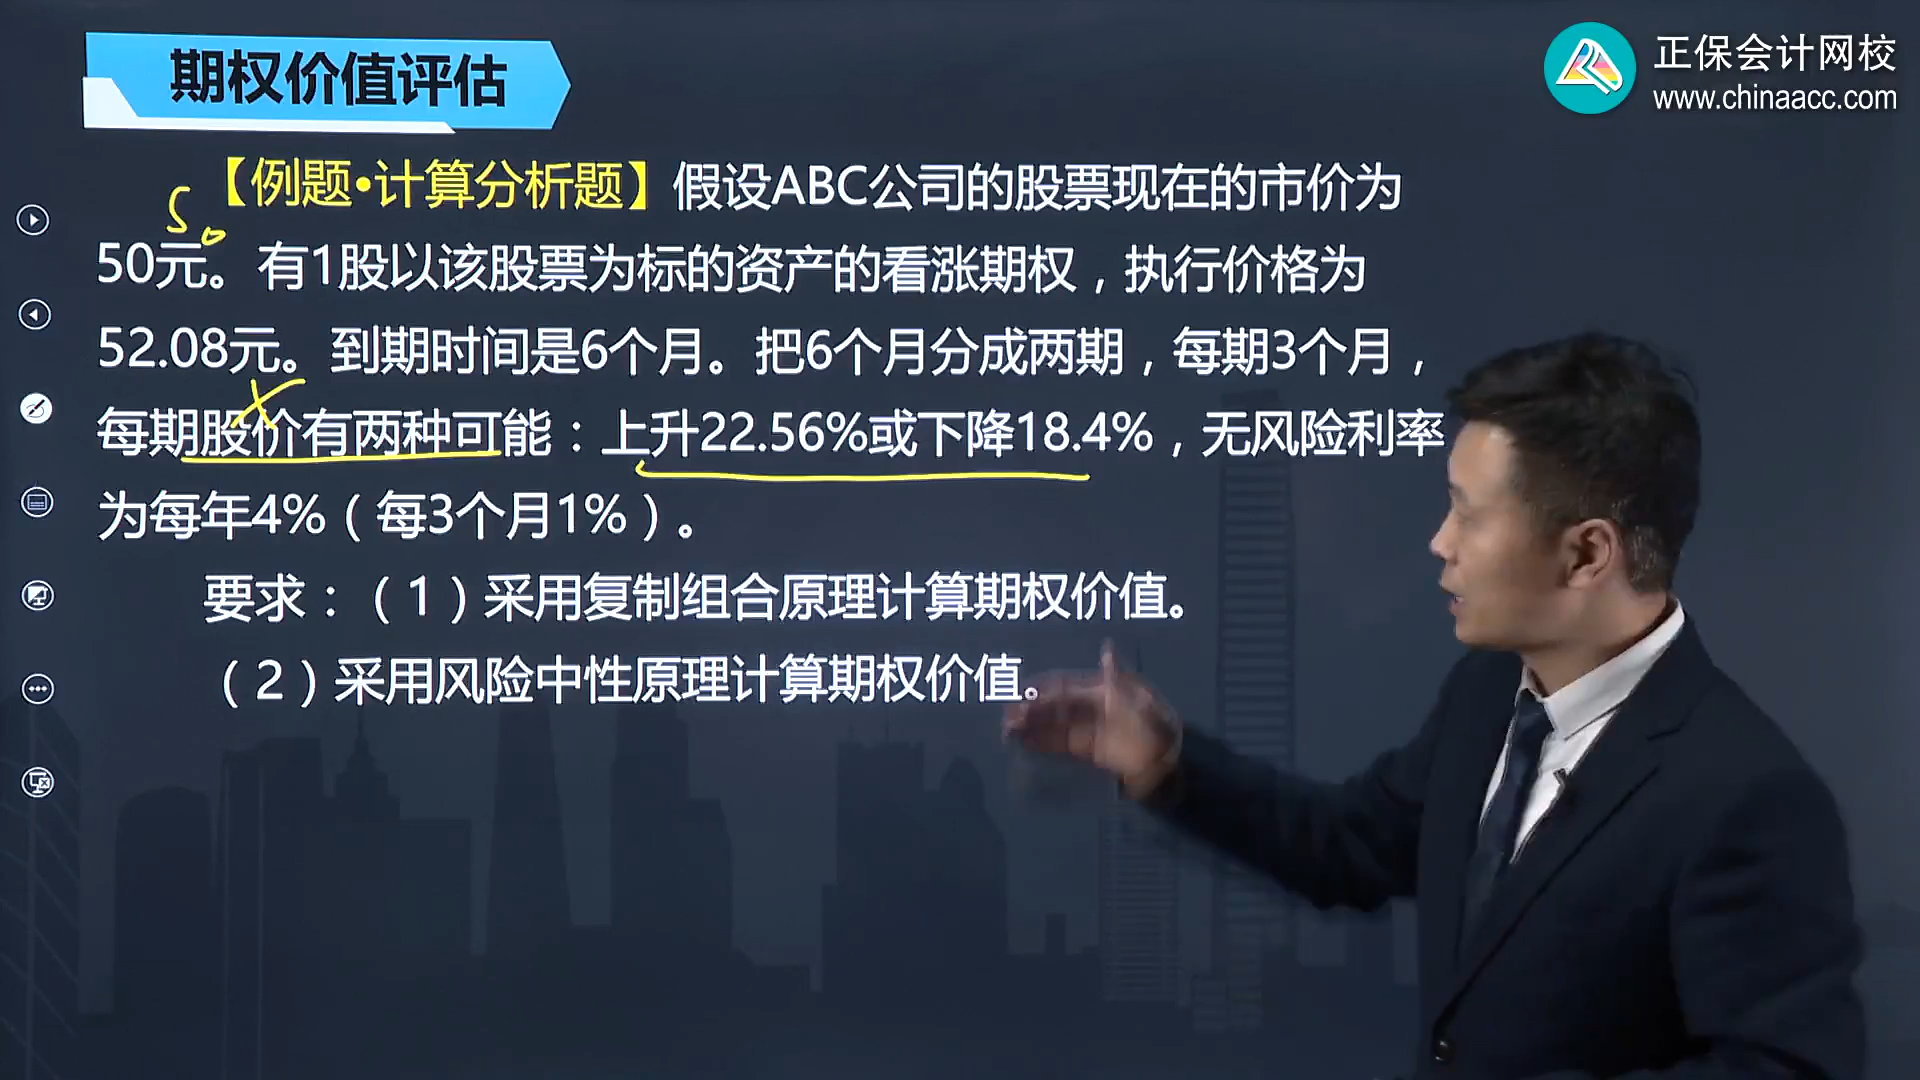 期权价值评估
正保会计网校
www.chinaacc.com
【例题•计算分析题】假设ABC公司的股票现在的市价为
S₀
50元。有1股以该股票为标的资产的看涨期权，执行价格为
52.08元。到期时间是6个月。把6个月分成两期，每期3个月，
X
每期股价有两种可能：上升22.56%或下降18.4%，无风险利率
为每年4%（每3个月1%）。
要求：（1）采用复制组合原理计算期权价值。
（2）采用风险中性原理计算期权价值。